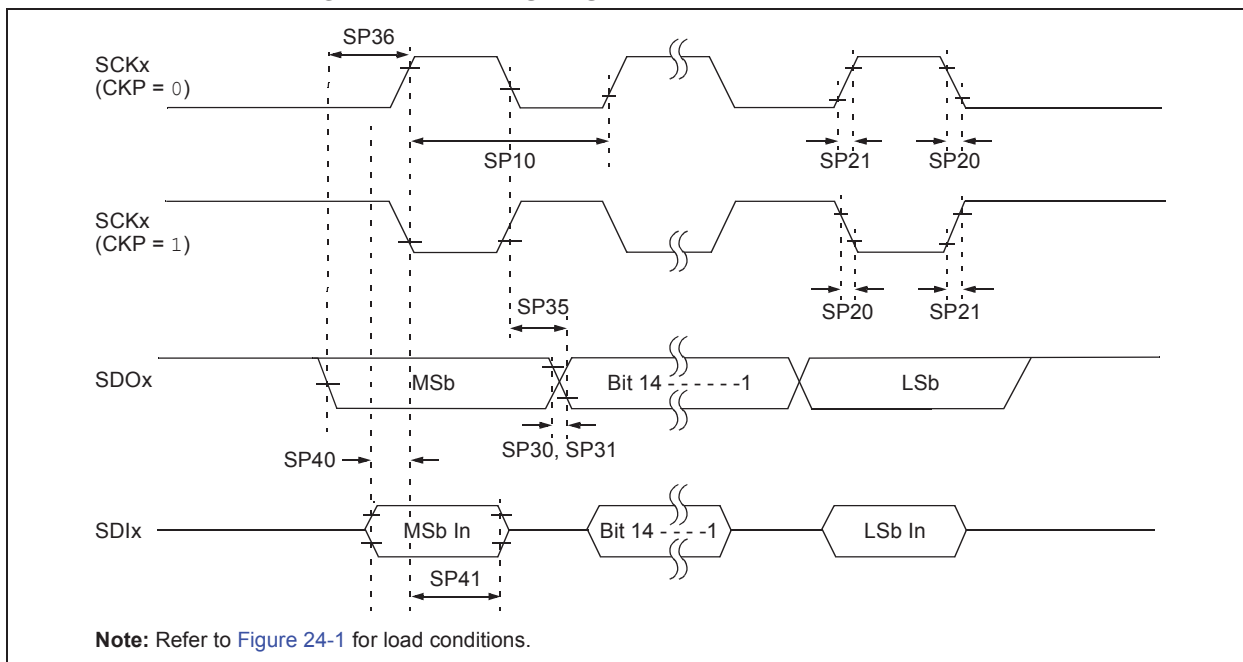 SP36
SCKx
(CKP = 0)
SP10
SP21
SP20
SCKx
(CKP = 1)
SP35
SP20
SP21
SDOx
MSb
Bit 14 - - - - - -1
LSb
SP30, SP31
SP40
SDIx
MSb In
Bit 14 - - - -1
LSb In
SP41
Note: Refer to Figure 24-1 for load conditions.